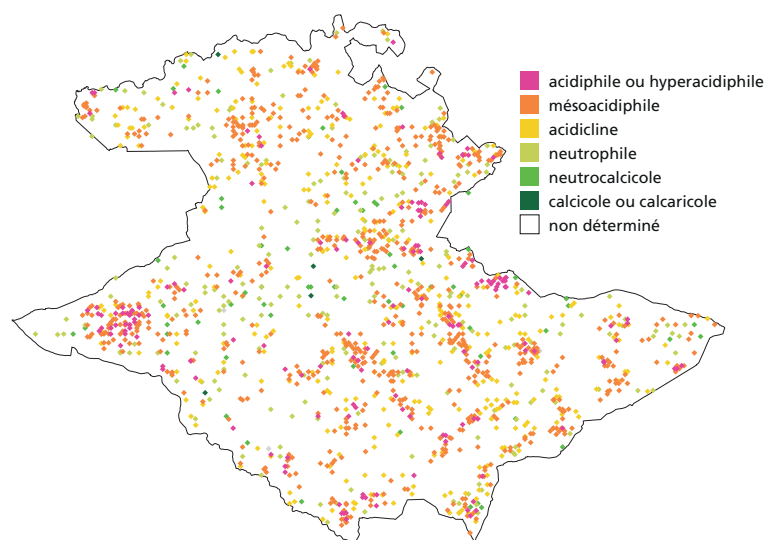 acidiphile ou hyperacidiphile
mésoacidiphile
acidicline
neutrophile
neutrocalcicole
calcicole ou calcaricole
non déterminé